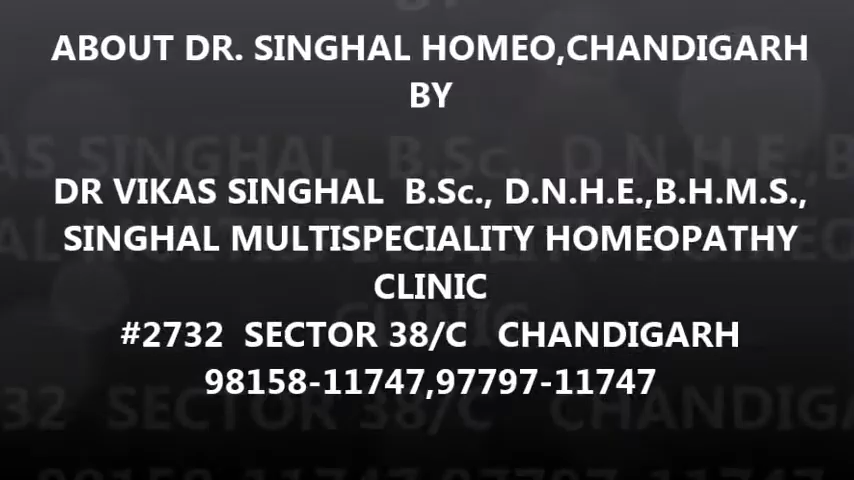 ABOUT DR. SINGHAL HOMEO,CHANDIGARH
BY
DR VIKAS SINGHAL B.Sc., D.N.H.E.,B.H.M.S.,
SINGHAL MULTISPECIALITY HOMEOPATHY
CLINIC
#2732 SECTOR 38/C CHANDIGARH
98158-11747,97797-11747